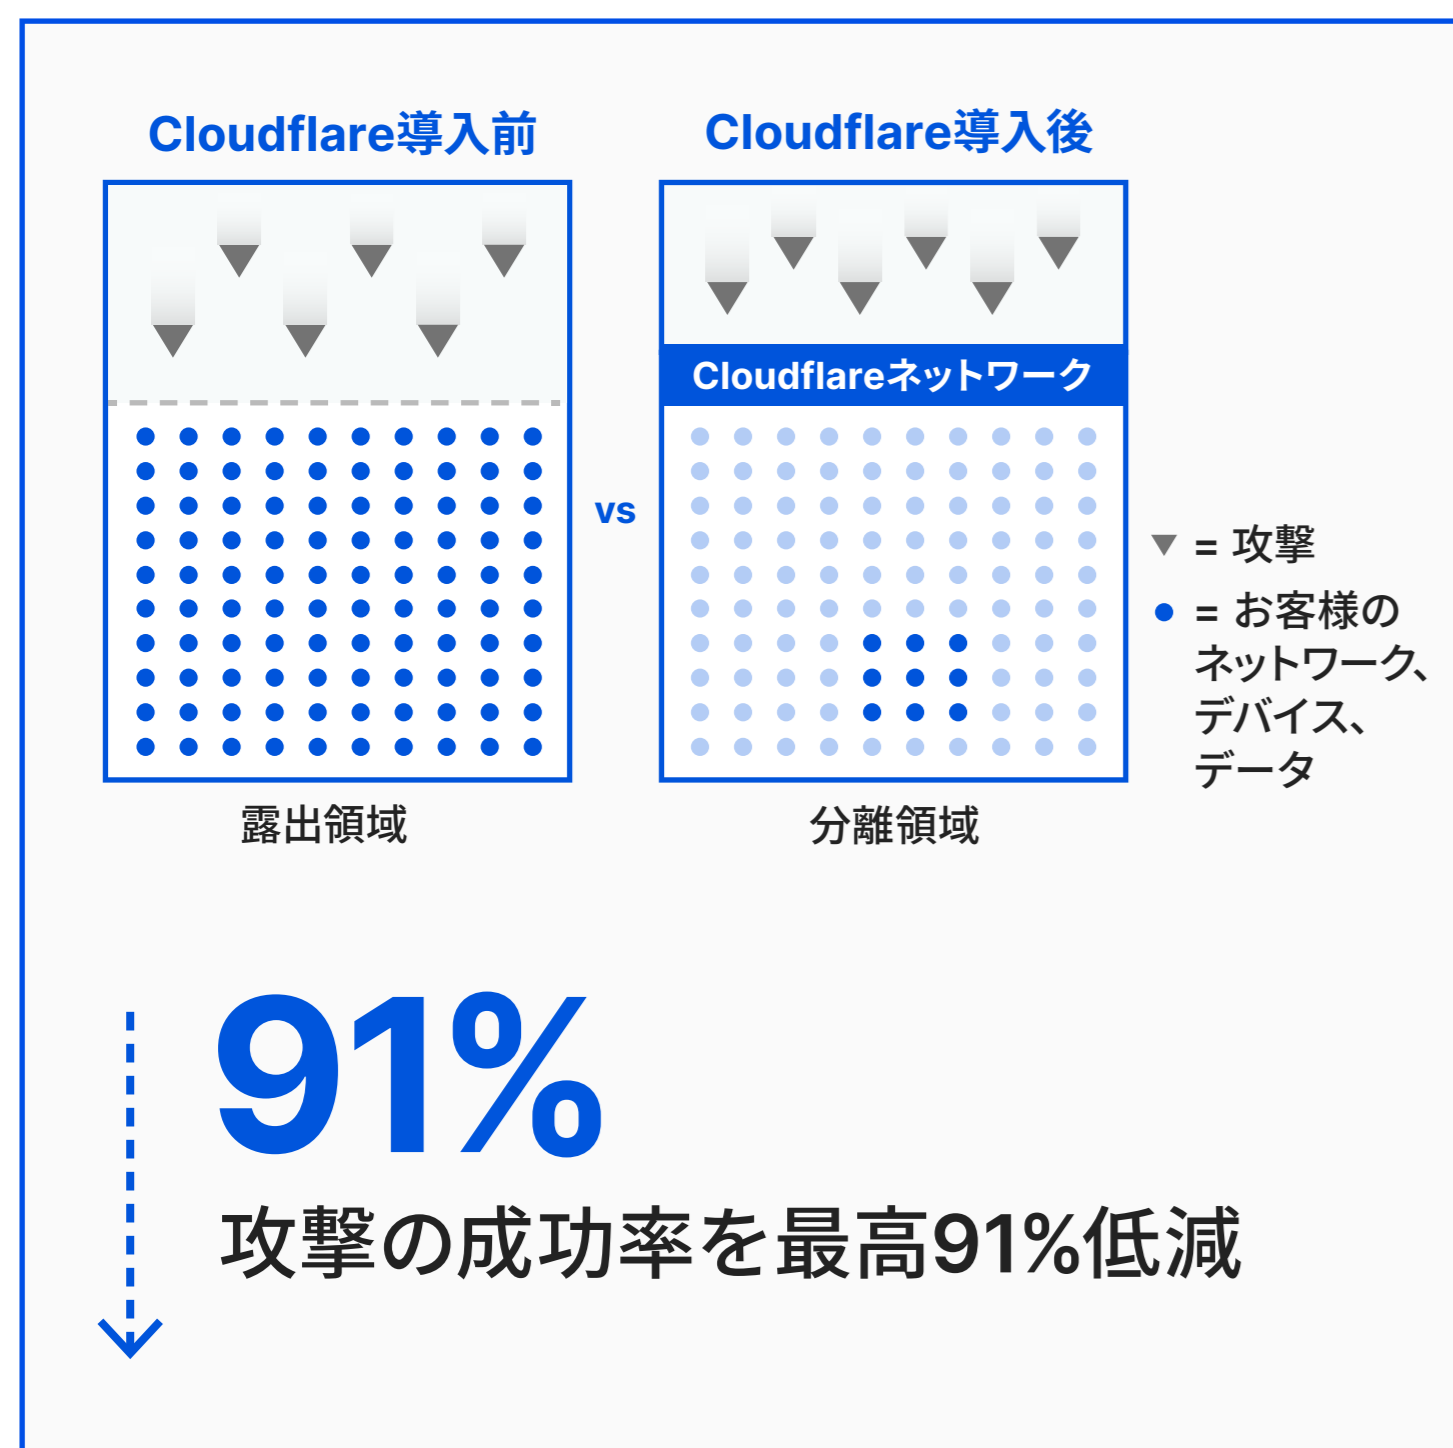 Cloudflare導入前
Cloudflare導入後
Cloudflareネットワーク
vs
= 攻撃
= お客様の
ネットワーク、
デバイス、
データ
露出領域
分離領域
91%
攻撃の成功率を最高91%低減